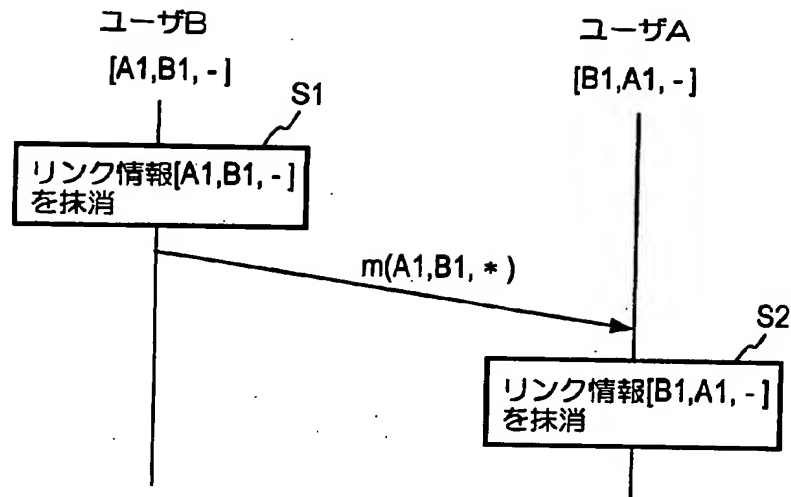 ユーザB
[A1,B1, - ]
ユーザA
[B1,A1, - ]
S1
リンク情報[A1,B1, - ]
を抹消
m(A1,B1, * )
S2
リンク情報[B1,A1, - ]
を抹消